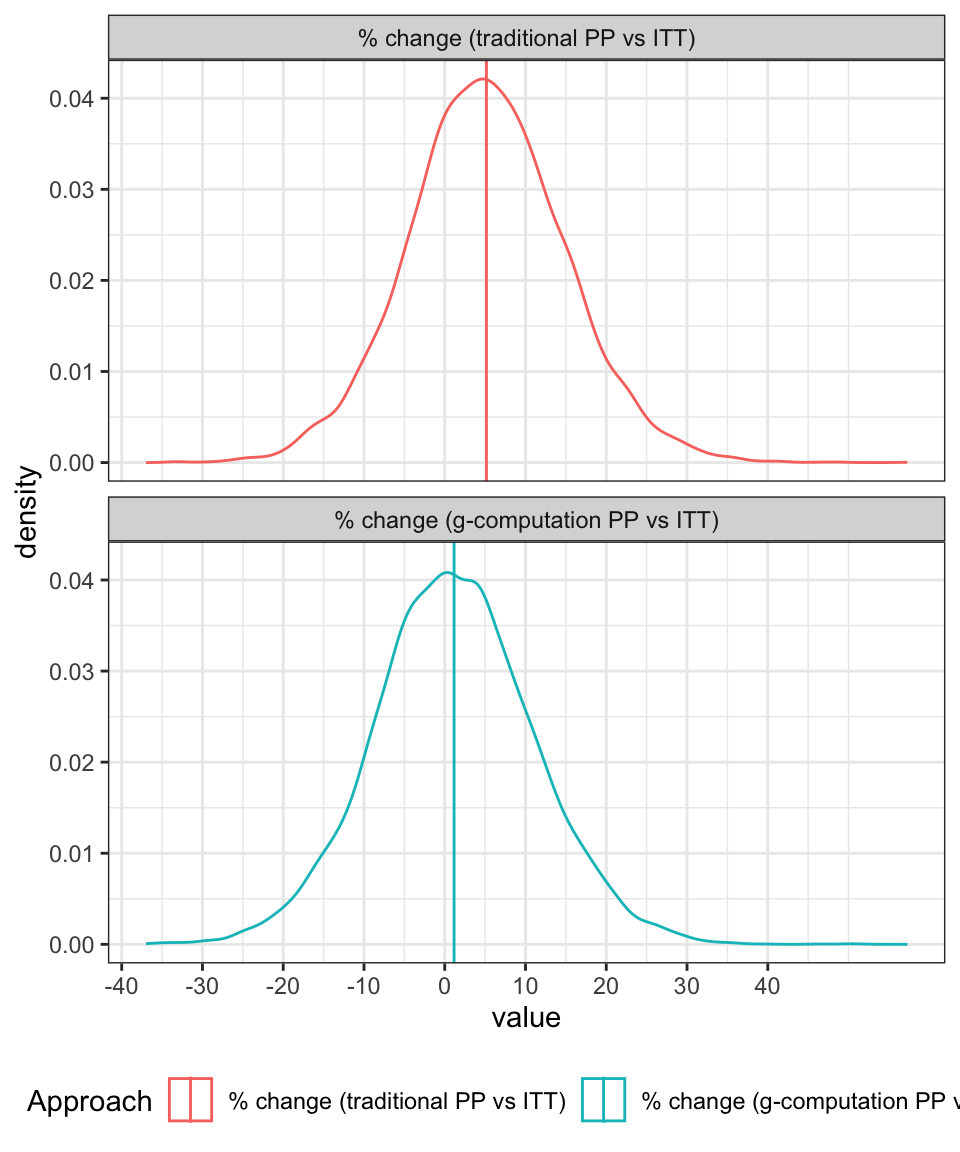 % change (traditional PP vs ITT)
0.04
0.03
0.02
0.01
0.00
density
% change (g-computation PP vs ITT)
0.04
0.03
0.02
0.01
0.00
-40 -30 -20 -10 0 10 20 30 40
value
Approach % change (traditional PP vs ITT) % change (g-computation PP